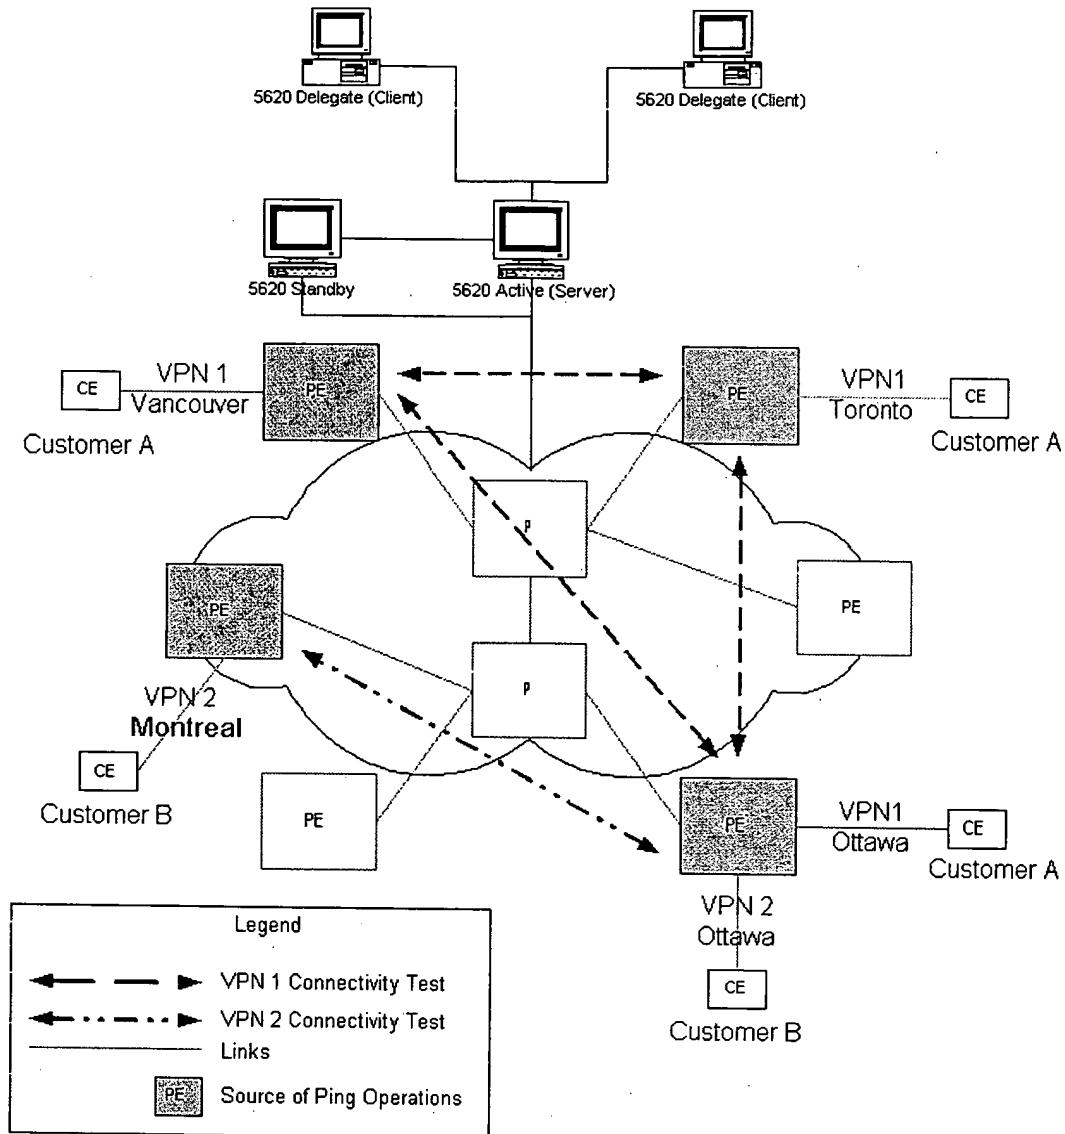 5620 Delegate (Client)
5620 Delegate (Client)
5620 Standby
5620 Active (Server)
CE
VPN 1
Vancouver
PE
PE
VPN1
Toronto
CE
Customer A
Customer A
P
PE
PE
P
VPN 2
Montreal
CE
Customer B
PE
PE
VPN1
Ottawa
CE
Customer A
VPN 2
Ottawa
CE
Customer B
Legend
VPN 1 Connectivity Test
VPN 2 Connectivity Test
Links
PE
Source of Ping Operations